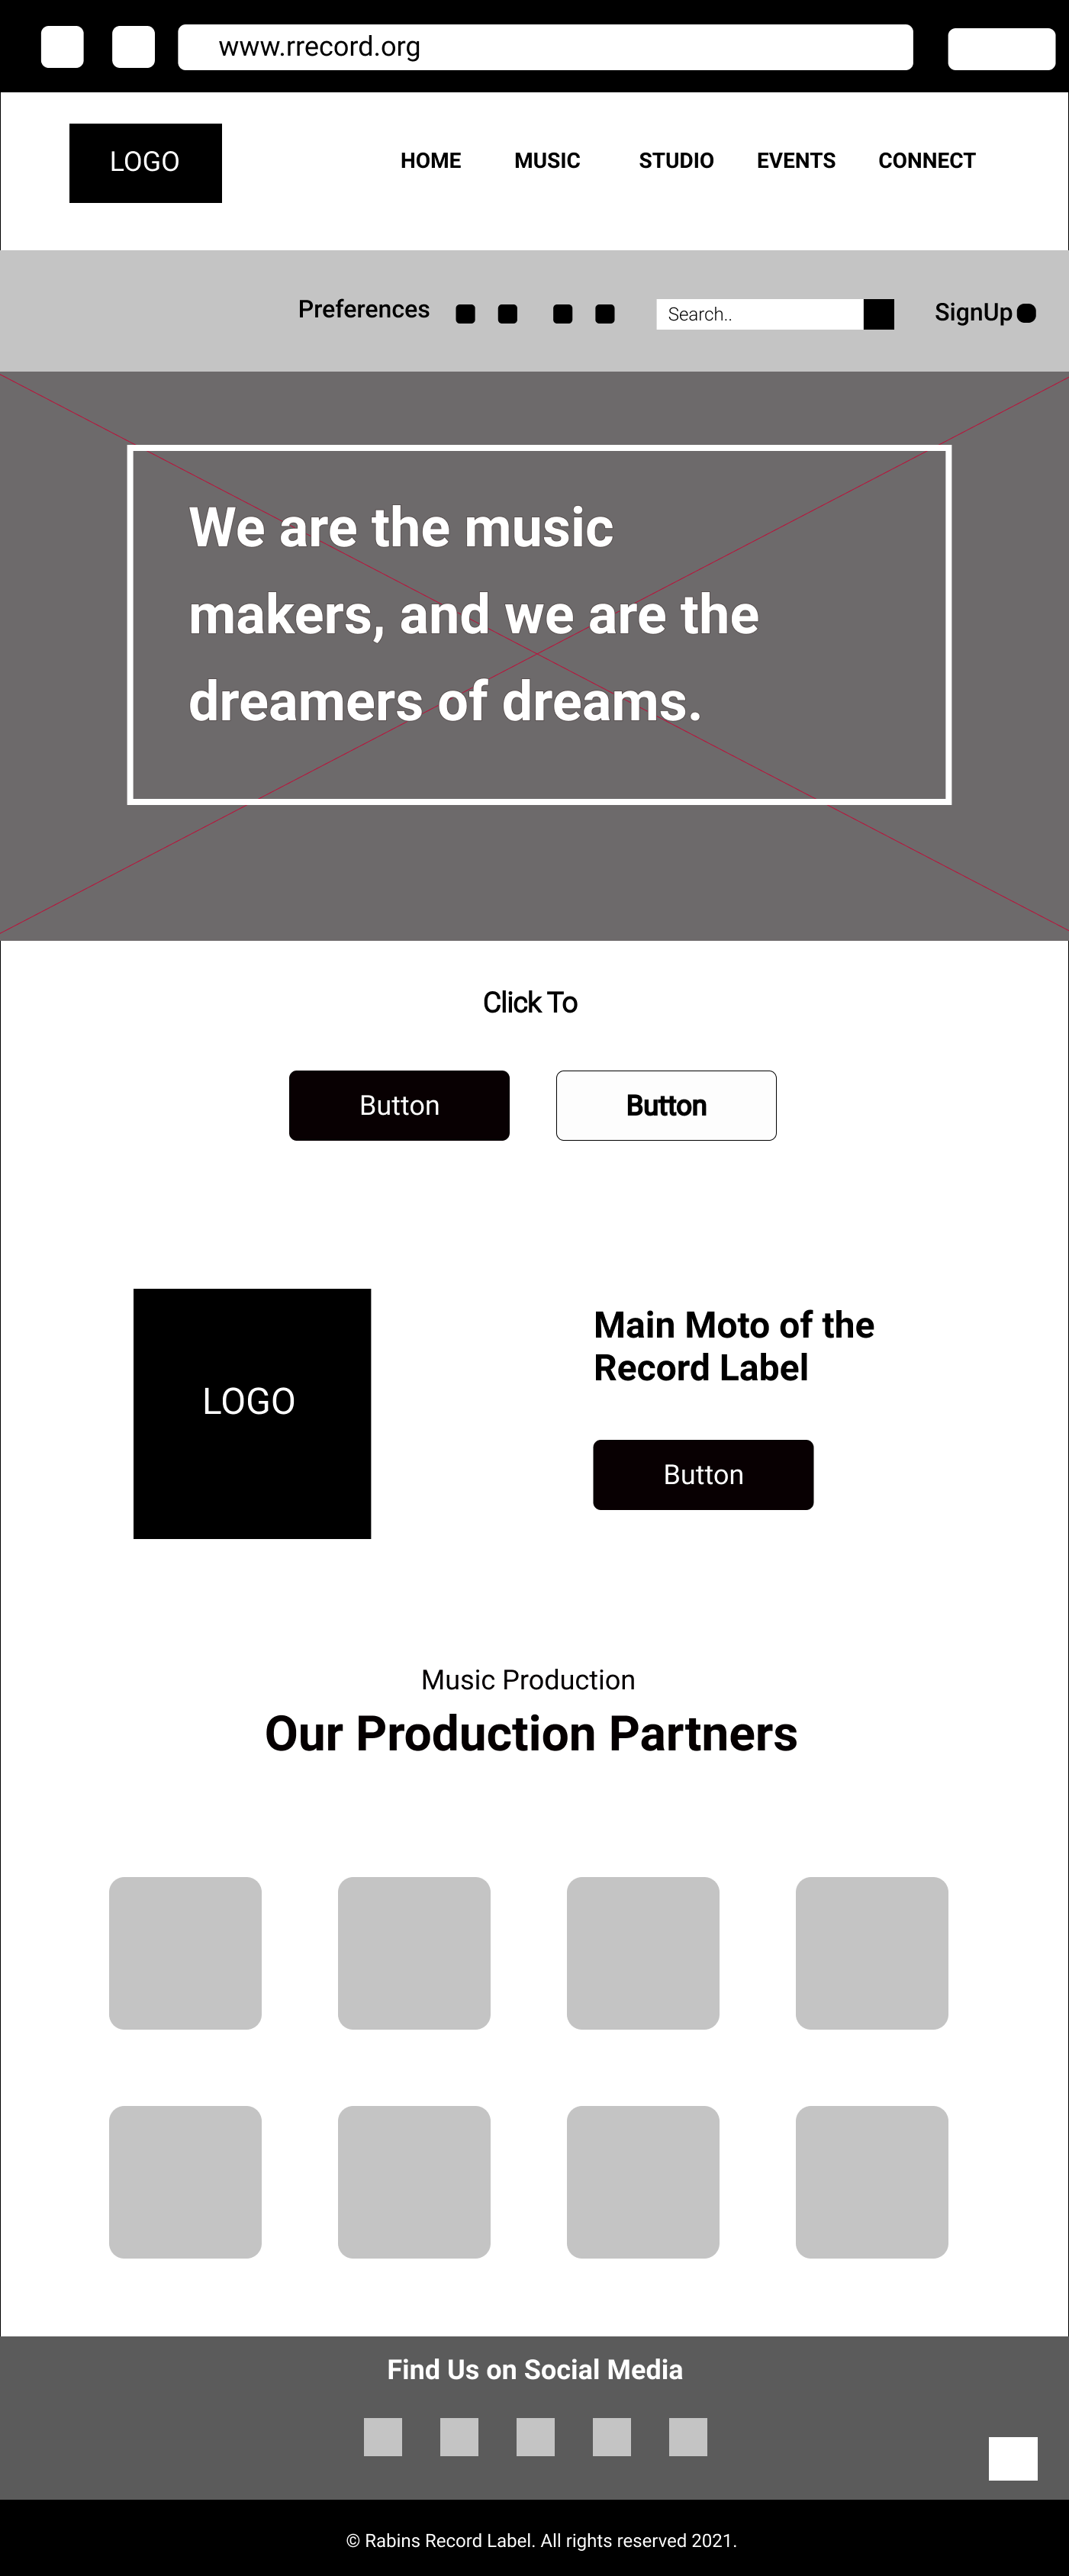 www.rrecord.org
LOGO
HOME MUSIC STUDIO EVENTS CONNECT
Preferences
Search..
SignUp
We are the music
makers, and we are the
dreamers of dreams.
Click To
Button
Button
LOGO
Main Moto of the
Record Label
Button
Music Production
Our Production Partners
Find Us on Social Media
© Rabins Record Label. All rights reserved 2021.